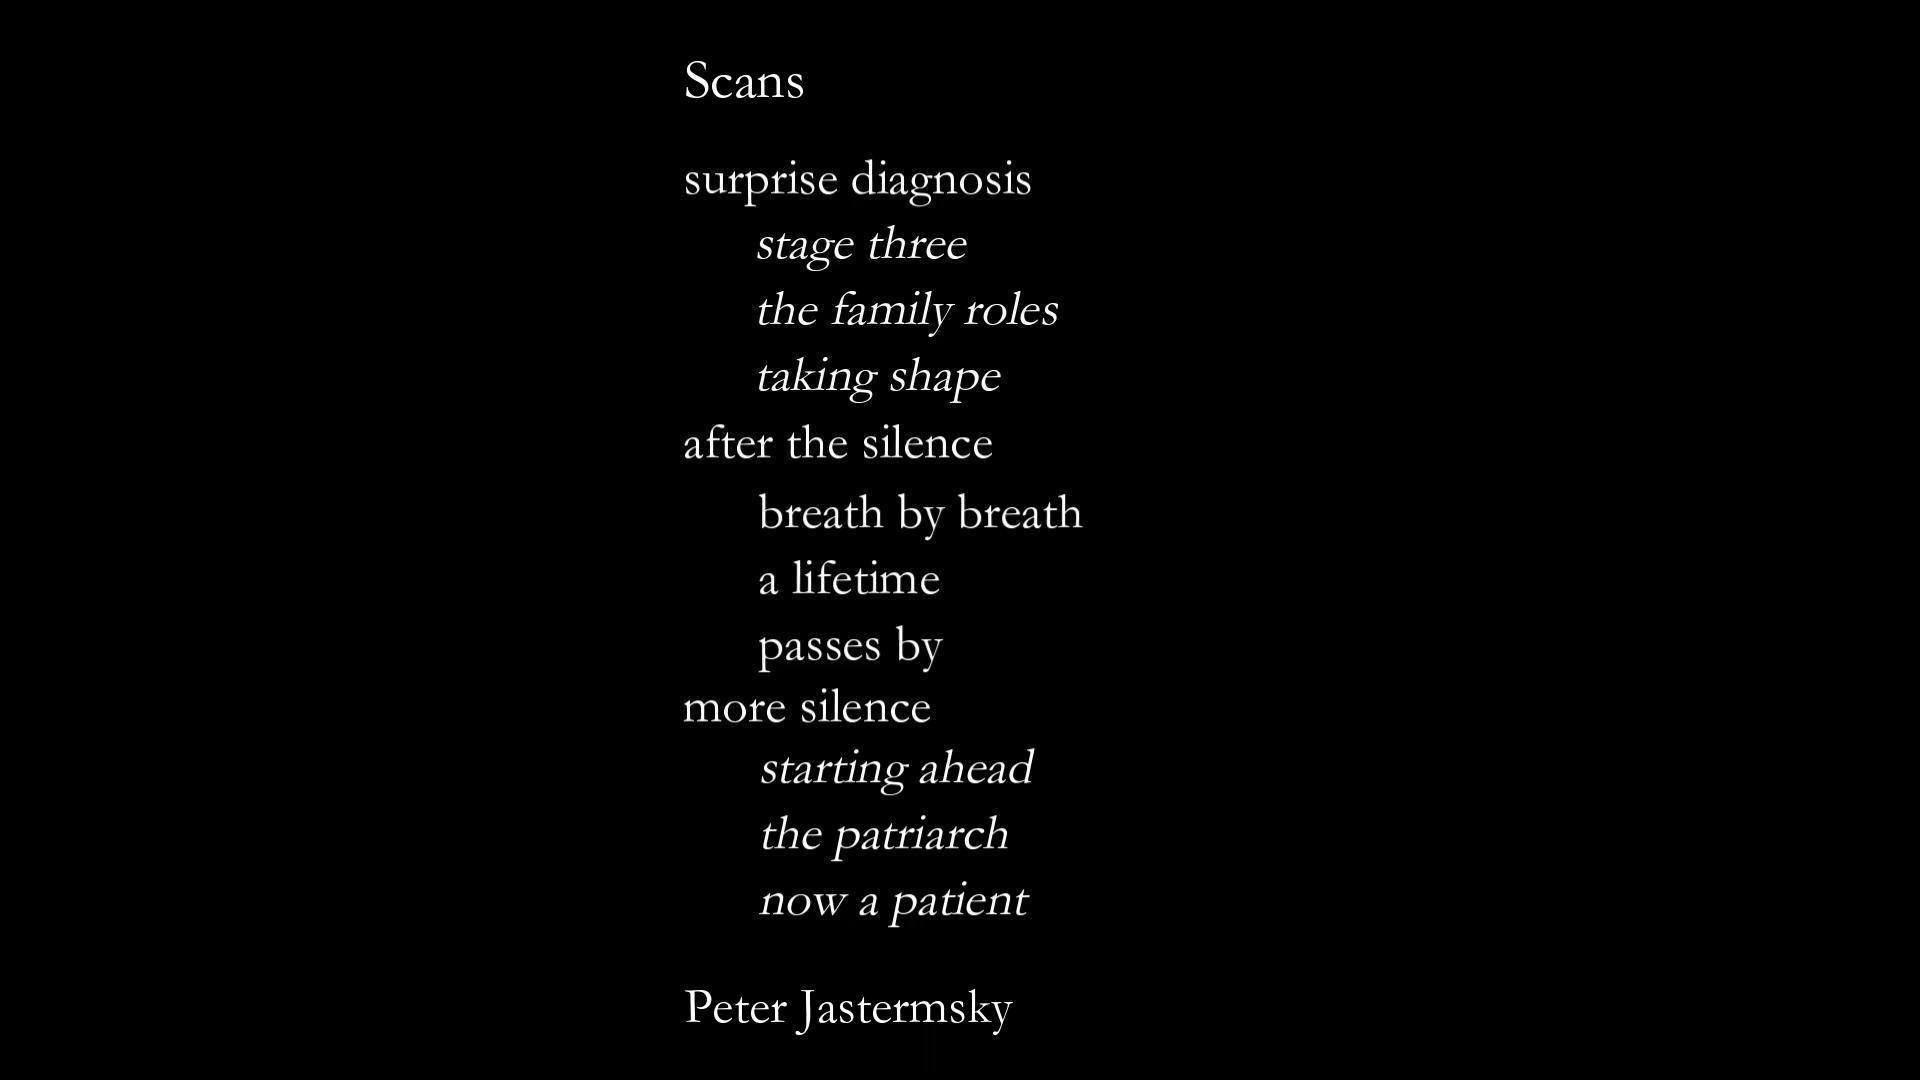 Scans
surprise diagnosis
stage three
the family roles
taking shape
after the silence
breath by breath
a lifetime
passes by
more silence
starting ahead
the patriarch
now a patient
Peter Jastermsky